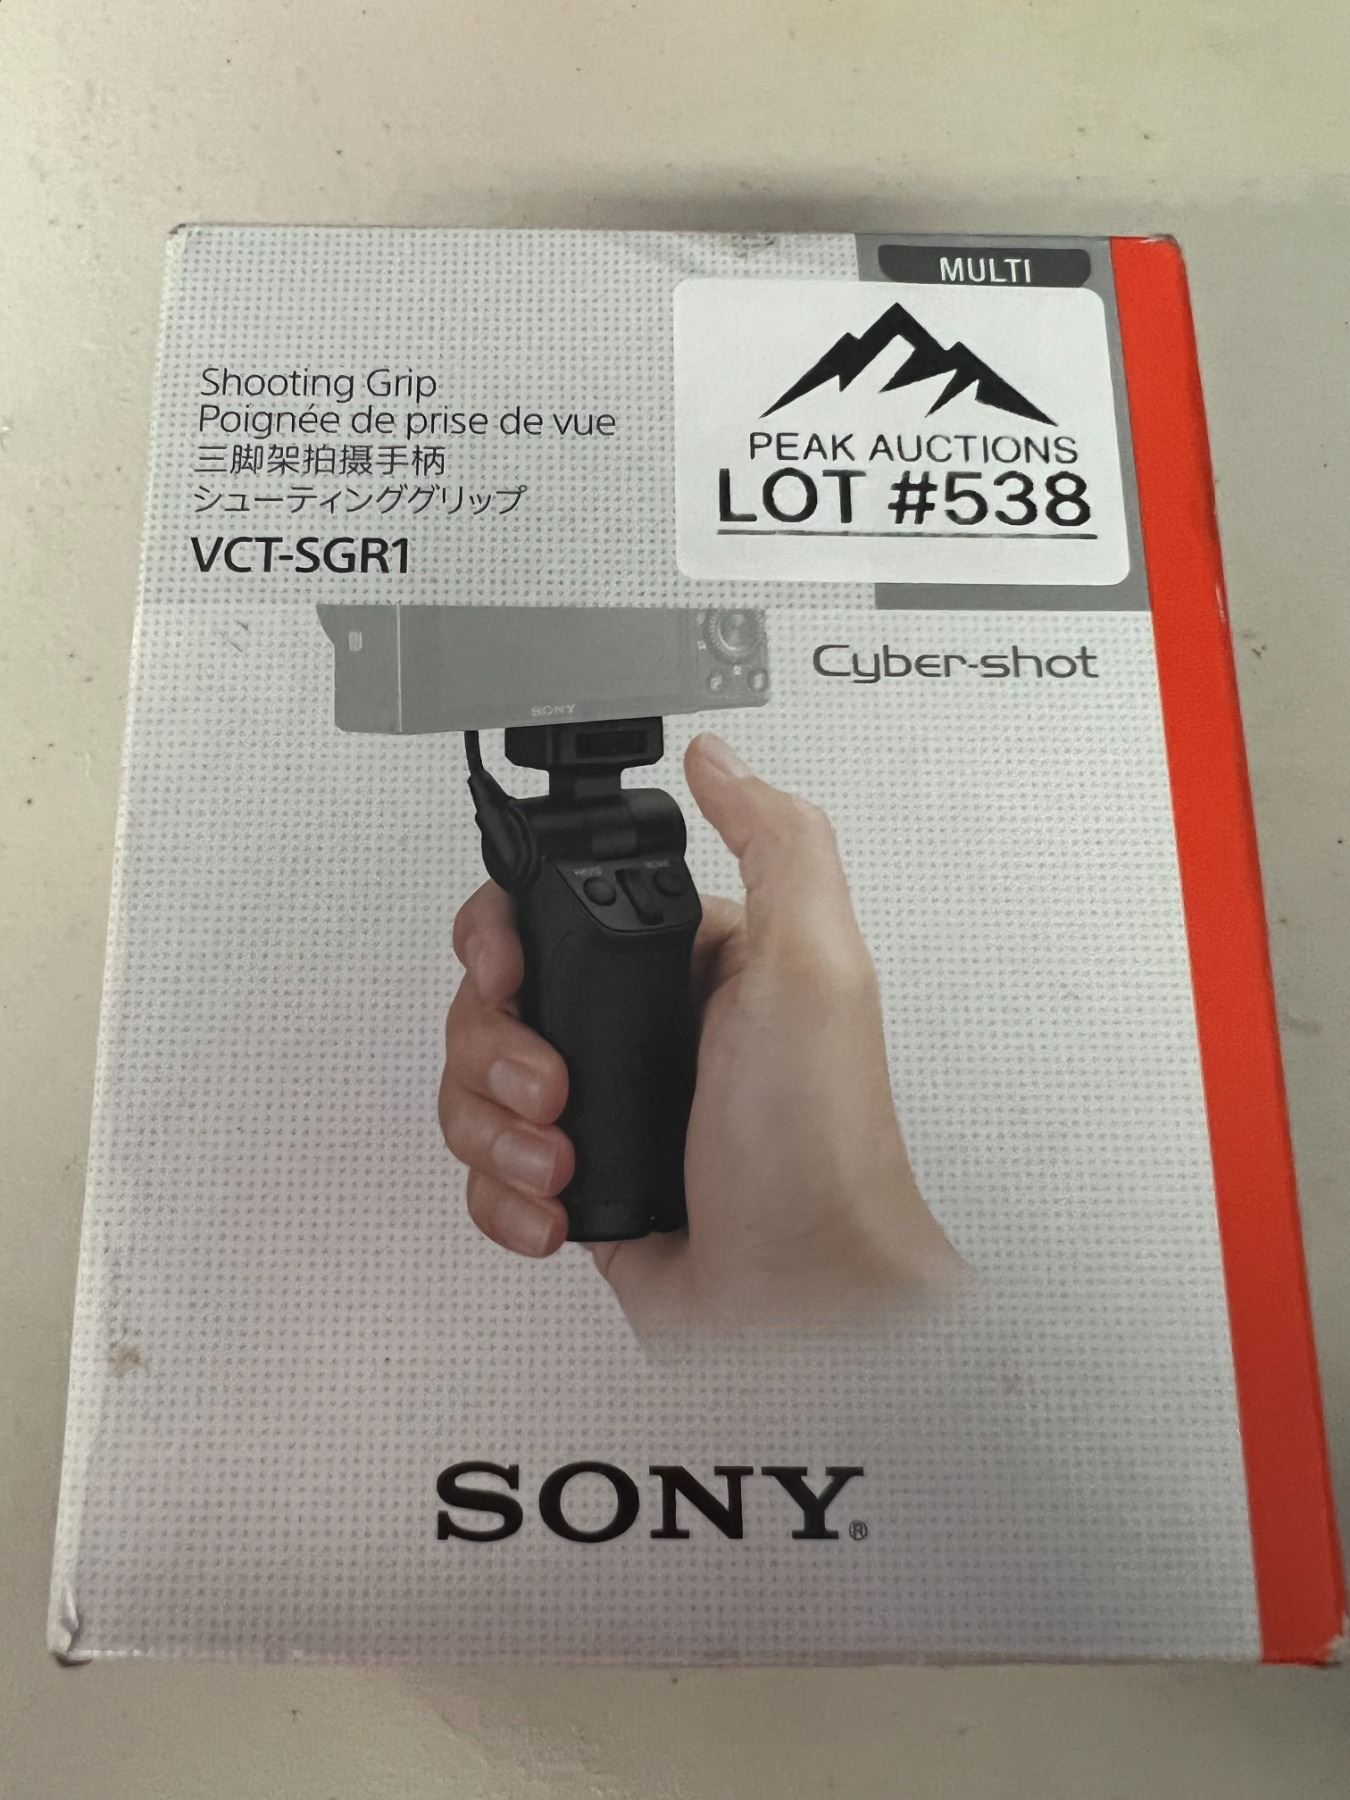 MULTI
PEAK AUCTIONS
LOT #538
Shooting Grip
Poignée de prise de vue
三脚架拍摄手柄
シューティンググリップ
VCT-SGR1
Cyber-shot
SONY
SONY®